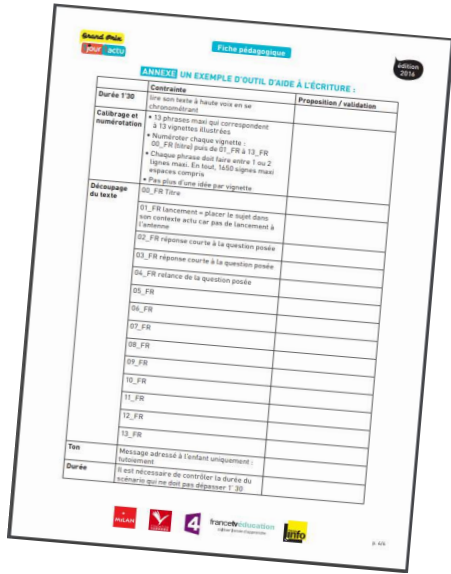 Grand Prix
jour actu
Fiche pédagogique
édition
2016
ANNEXE UN EXEMPLE D'OUTIL D'AIDE À L'ÉCRITURE :
Contrainte
Proposition / validation
Durée 1'30
lire son texte à haute voix en se
chronométrant
Calibrage et
numérotation
• 13 phrases maxi qui correspondent
à 13 vignettes illustrées
• Numéroter chaque vignette :
00_FR (titre) puis de 01_FR à 13_FR
• Chaque phrase doit faire entre 1 ou 2
lignes maxi. En tout, 1650 signes maxi
espaces compris
• Pas plus d'une idée par vignette
Découpage
du texte
00_FR Titre
01_FR lancement = placer le sujet dans
son contexte actu car pas de lancement à
l'antenne
02_FR réponse courte à la question posée
03_FR réponse courte à la question posée
04_FR relance de la question posée
05_FR
06_FR
07_FR
08_FR
09_FR
10_FR
11_FR
12_FR
13_FR
Ton
Message adressé à l'enfant uniquement :
tutoiement
Durée
Il est nécessaire de contrôler la durée du
scénario qui ne doit pas dépasser 1' 30
MILAN
4
francetvéducation
france
info
p. 6/6